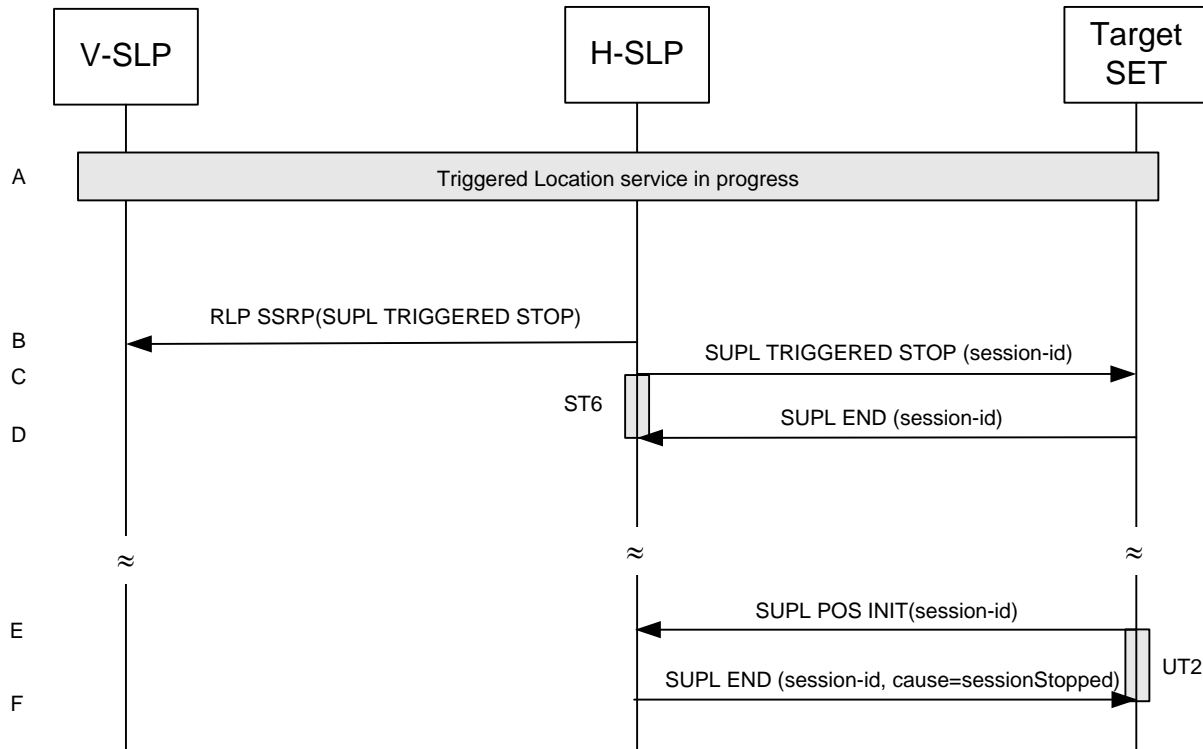 V-SLP
H-SLP
Target
SET
A
Triggered Location service in progress
RLP SSRP(SUPL TRIGGERED STOP)
B
SUPL TRIGGERED STOP (session-id)
C
ST6
SUPL END (session-id)
D
≈ ≈ ≈
SUPL POS INIT(session-id)
E
UT2
SUPL END (session-id, cause=sessionStopped)
F